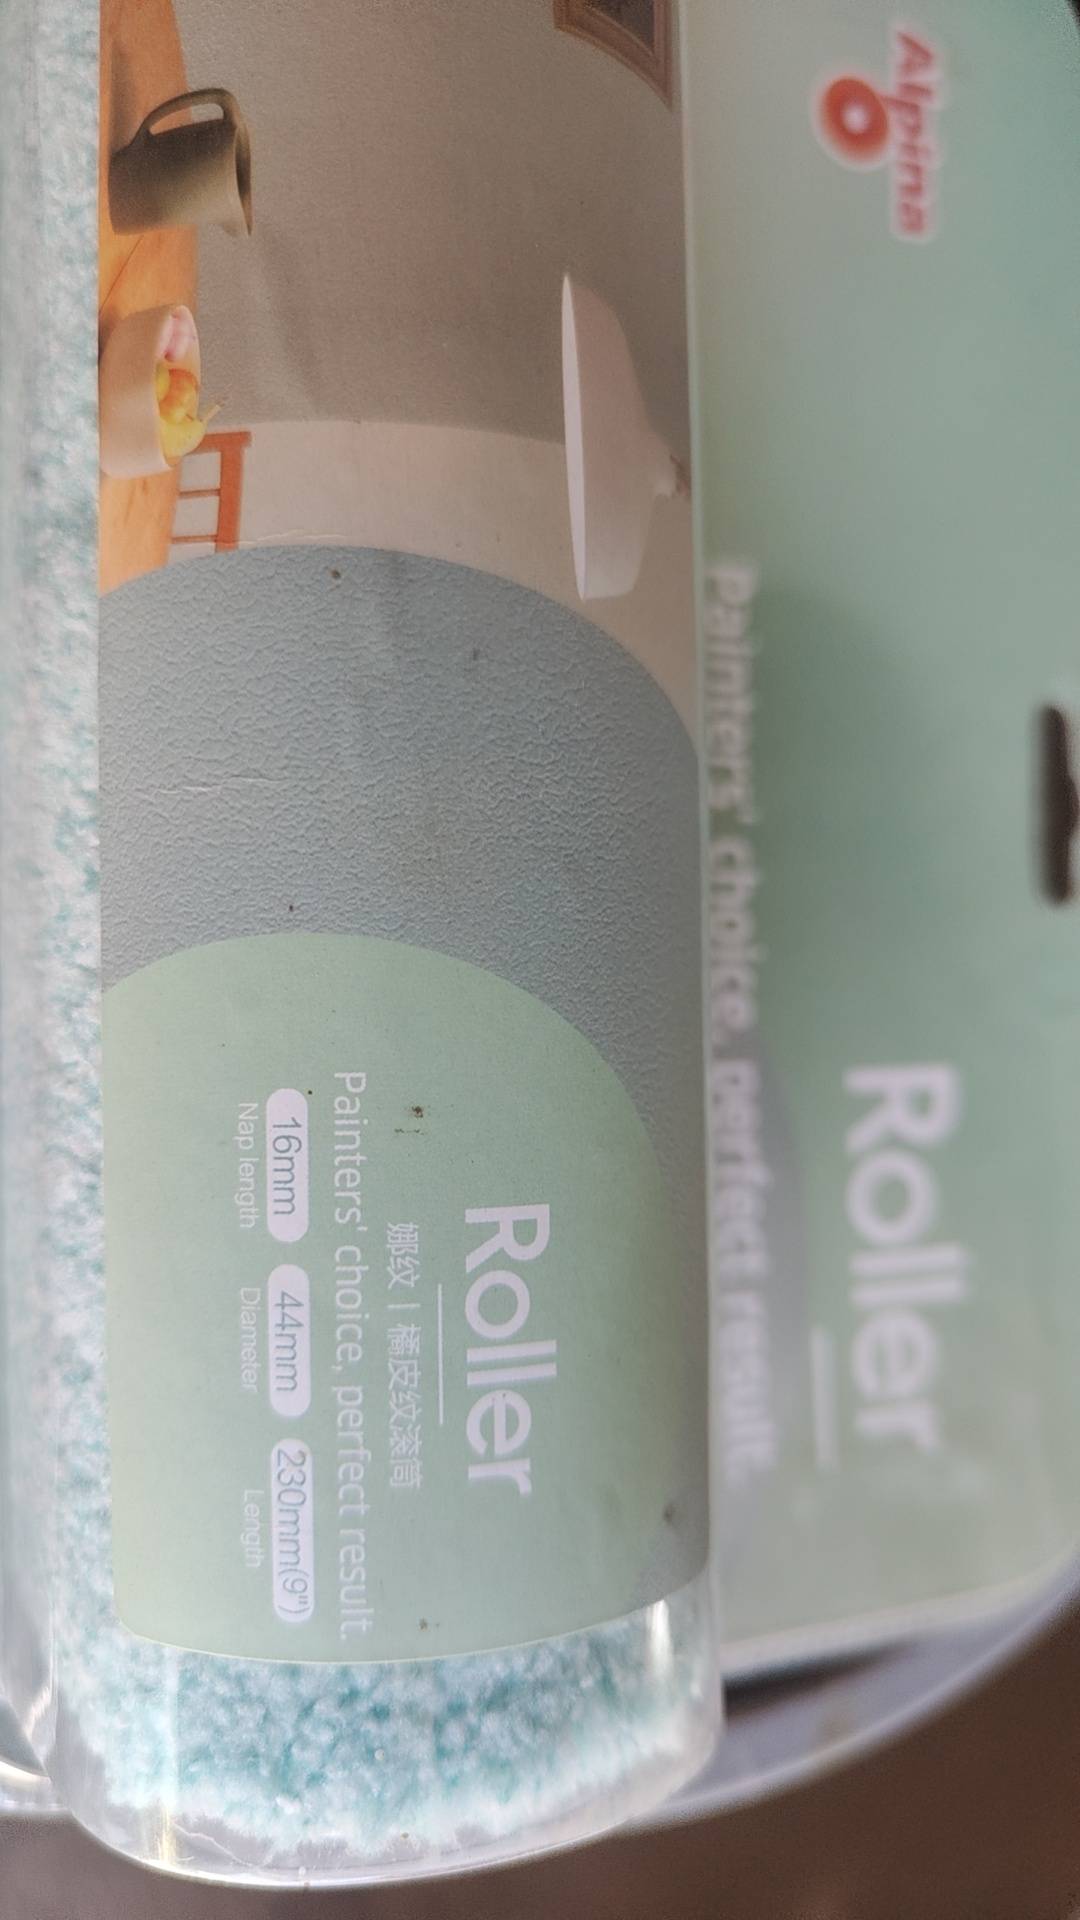 Alpina
Roller
Painters' choice, perfect result.
Roller
娜纹 | 橘皮纹滚筒
Painters' choice, perfect result.
16mm 44mm 230mm(9")
Nap length Diameter Length